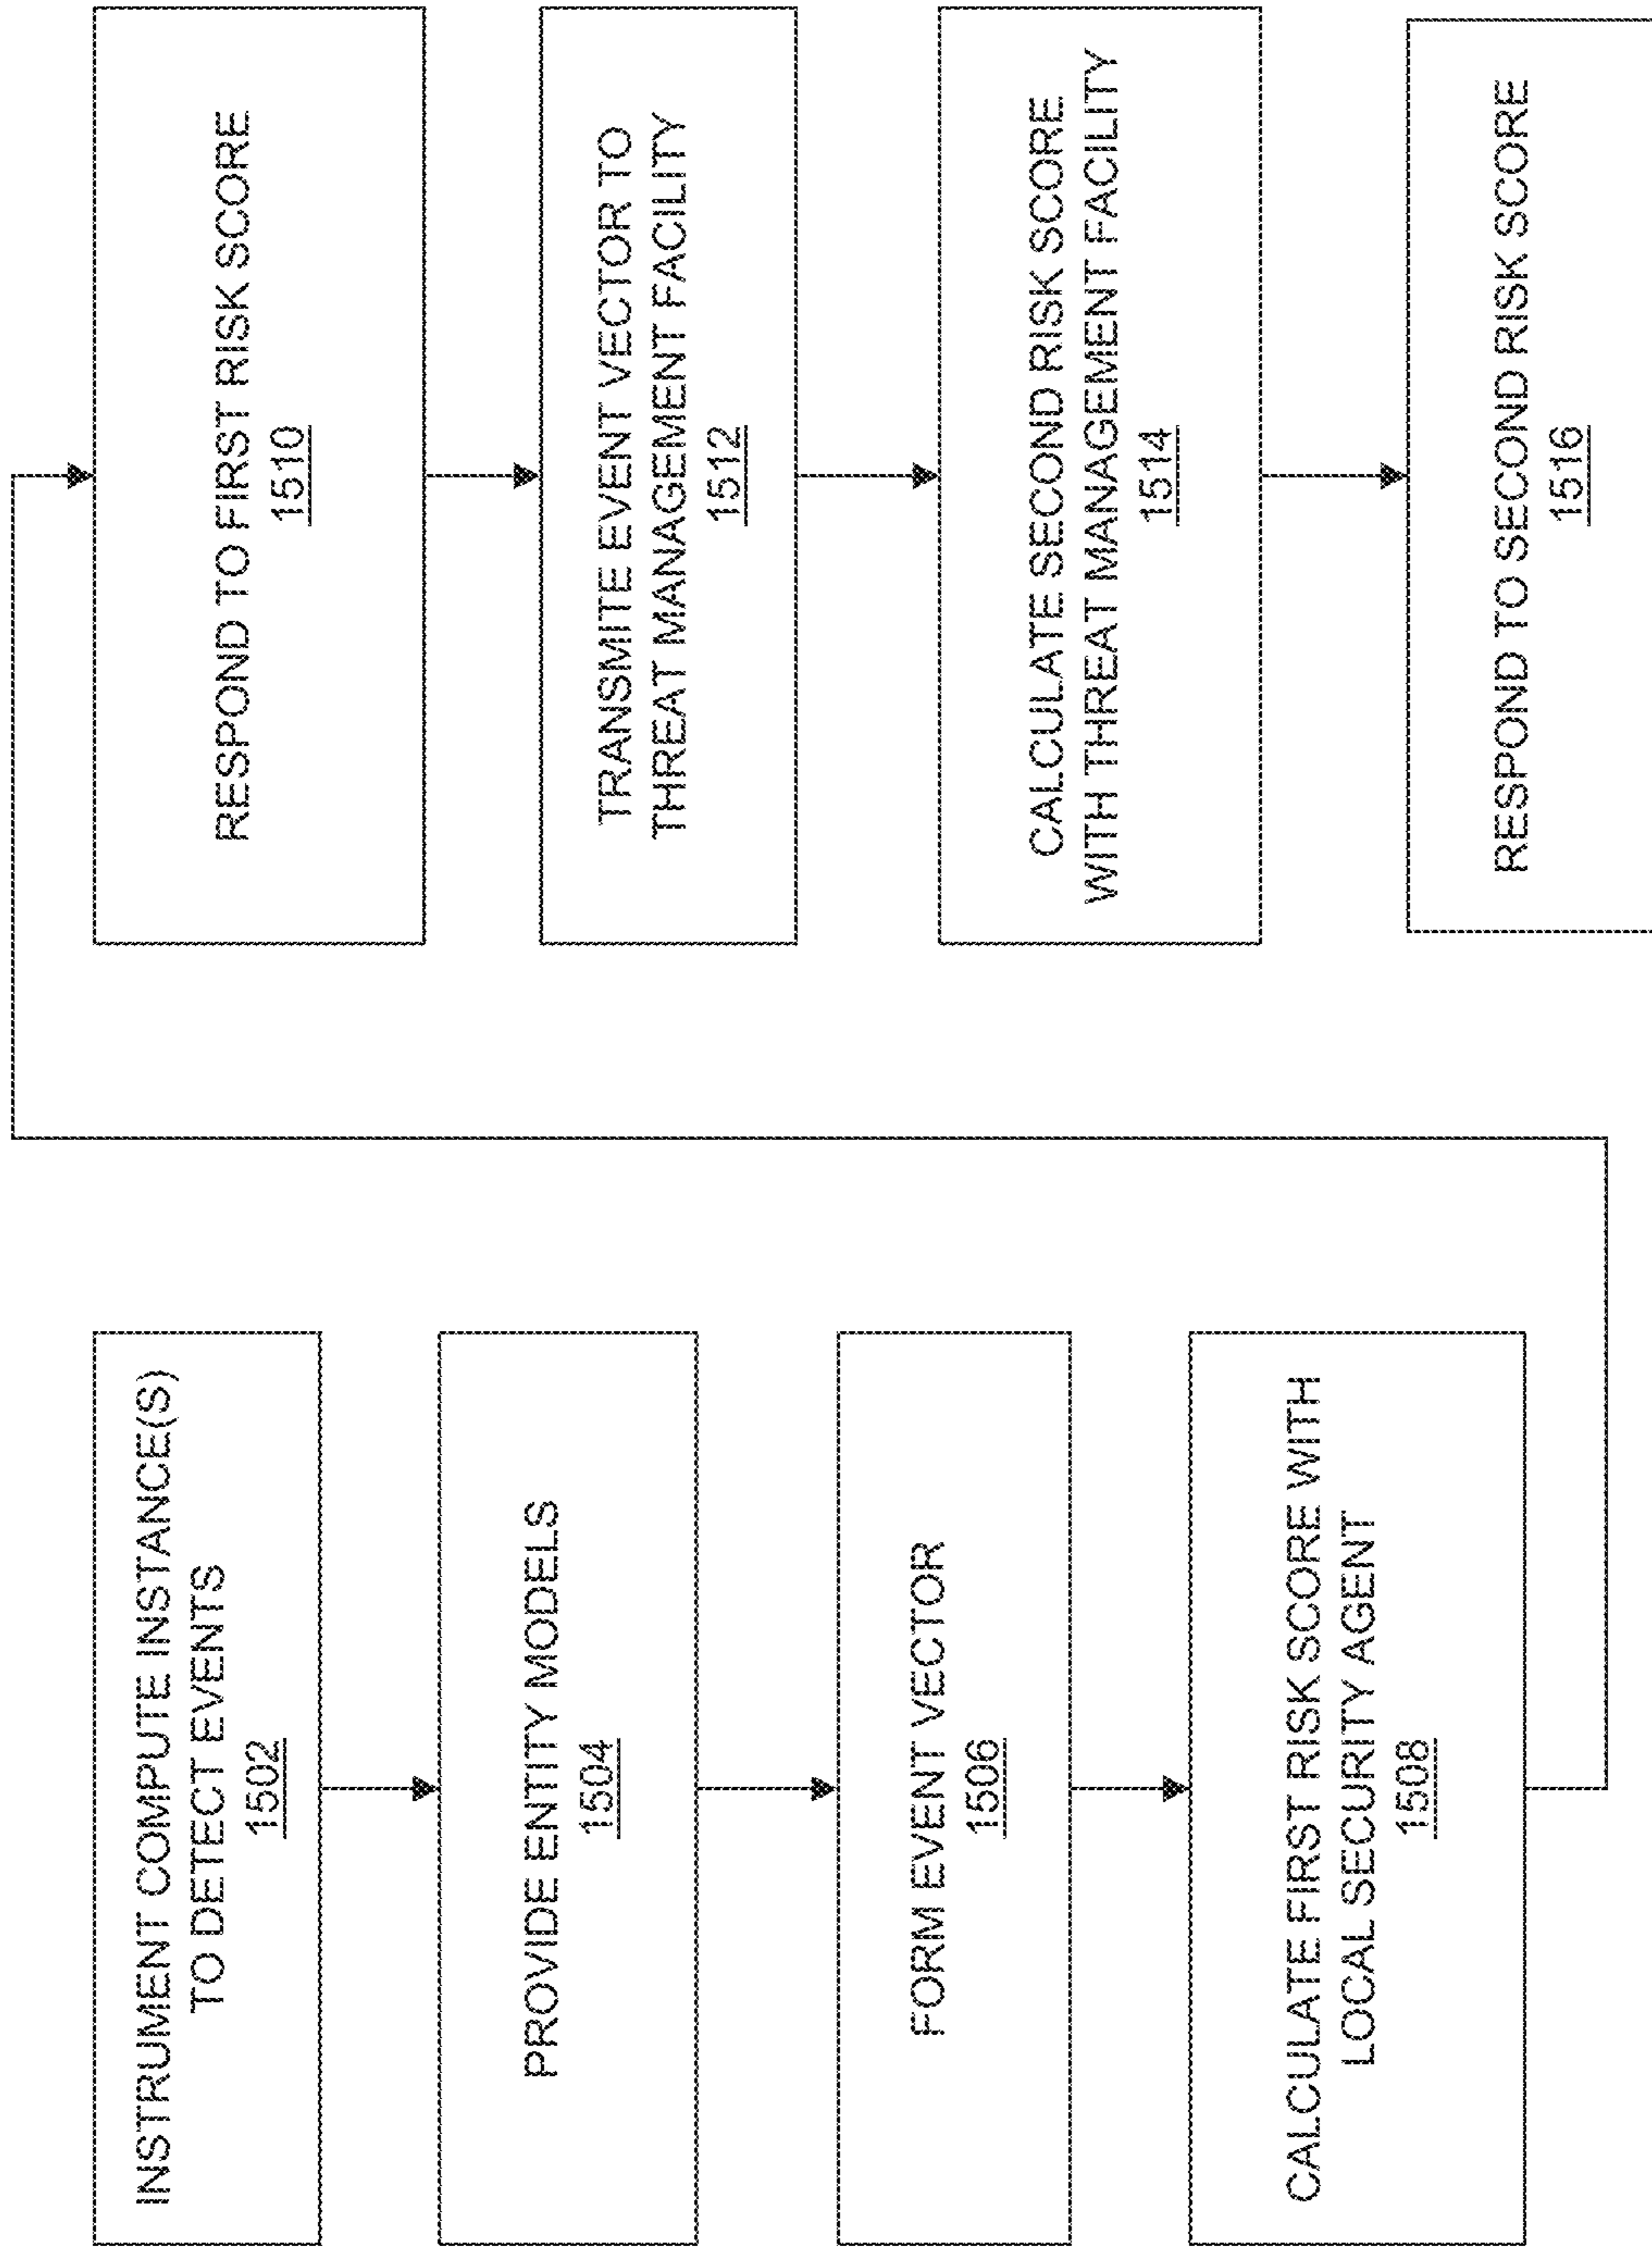 INSTRUMENT COMPUTE INSTANCE(S)
TO DETECT EVENTS
1502
PROVIDE ENTITY MODELS
1504
FORM EVENT VECTOR
1506
CALCULATE FIRST RISK SCORE WITH
LOCAL SECURITY AGENT
1508
RESPOND TO FIRST RISK SCORE
1510
TRANSMITE EVENT VECTOR TO
THREAT MANAGEMENT FACILITY
1512
CALCULATE SECOND RISK SCORE
WITH THREAT MANAGEMENT FACILITY
1514
RESPOND TO SECOND RISK SCORE
1516